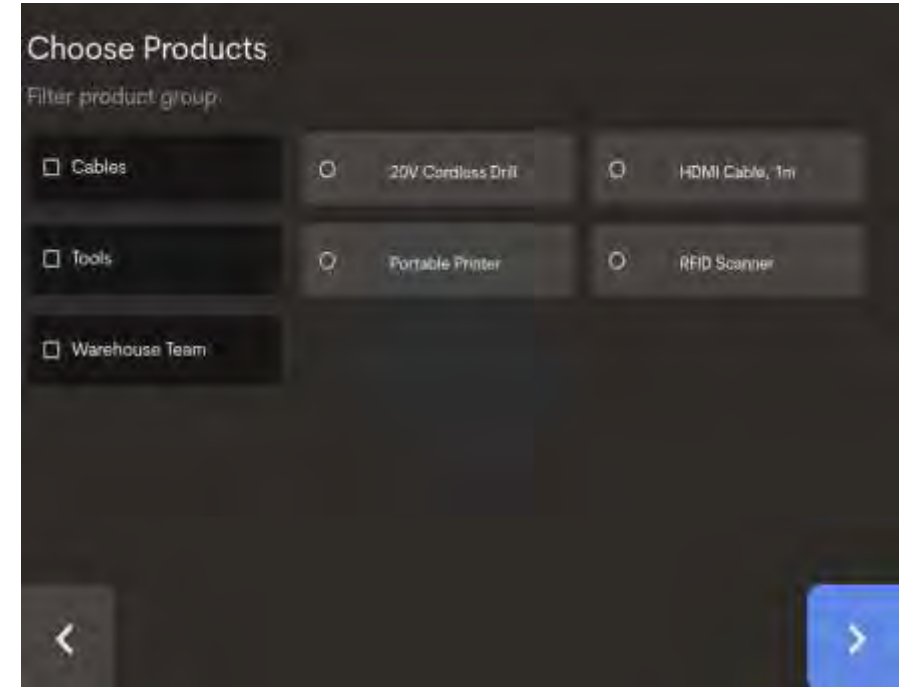 Choose Products
Filter product group
Cables
20V Cordless Drill
HDMI Cable, 1m
Tools
Portable Printer
RFID Scanner
Warehouse Team